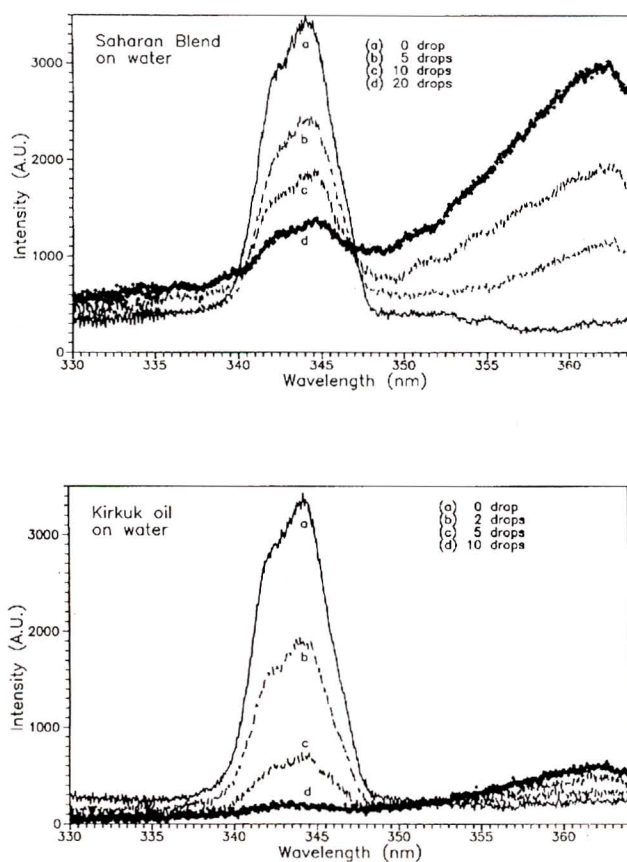 Saharan Blend
on water
(a) 0 drop
(b) 5 drops
(c) 10 drops
(d) 20 drops
a
b
c
d
3000
2000
1000
0
Intensity (A.U.)
330 335 340 345 350 355 360
Wavelength (nm)
Kirkuk oil
on water
(a) 0 drop
(b) 2 drops
(c) 5 drops
(d) 10 drops
a
b
c
d
3000
2000
1000
0
Intensity (A.U.)
330 335 340 345 350 355 360
Wavelength (nm)